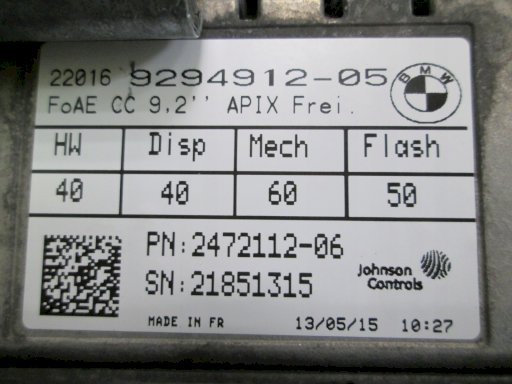 22016 9294912-05
BMW
FoAE CC 9.2'' APIX Frei.
HW Disp Mech Flash
40 40 60 50
PN:2472112-06
SN:21851315
Johnson
Controls
MADE IN FR 13/05/15 10:27